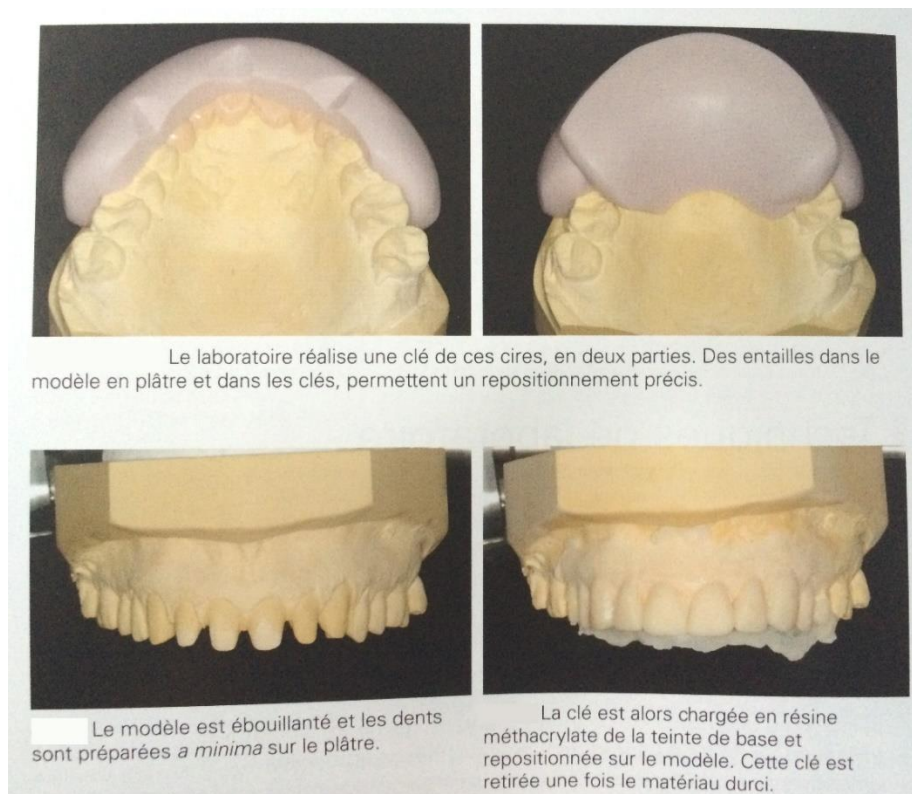 Le laboratoire réalise une clé de ces cires, en deux parties. Des entailles dans le
modèle en plâtre et dans les clés, permettent un repositionnement précis.
Le modèle est ébouillanté et les dents
sont préparées a minima sur le plâtre.
La clé est alors chargée en résine
méthacrylate de la teinte de base et
repositionnée sur le modèle. Cette clé est
retirée une fois le matériau durci.